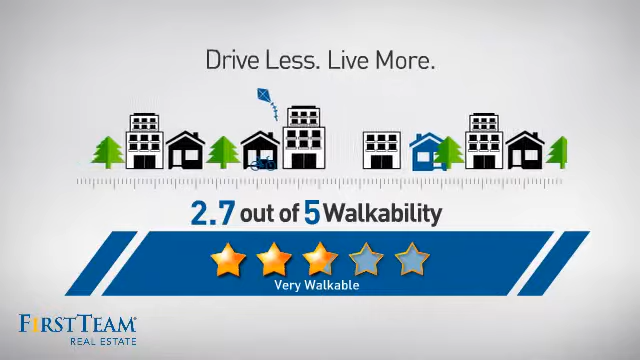 Drive Less. Live More.
2.7 out of 5 Walkability
Very Walkable
FIRSTTEAM®
REAL ESTATE